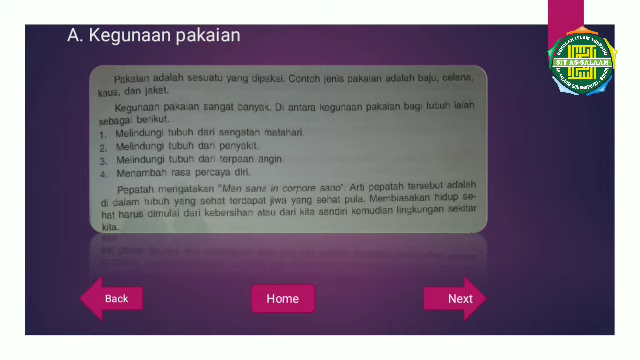 A. Kegunaan pakaian
SIT AS-SALAAM
Pakaian adalah sesuatu yang dipakai. Contoh jenis pakaian adalah baju, celana,
kaus, dan jaket.
Kegunaan pakaian sangat banyak. Di antara kegunaan pakaian bagi tubuh ialah
sebagai berikut.
1. Melindungi tubuh dari sengatan matahari.
2. Melindungi tubuh dari penyakit.
3. Melindungi tubuh dari terpaan angin.
4. Menambah rasa percaya diri.
Pepatah mengatakan "Men sana in corpore sano". Arti pepatah tersebut adalah
di dalam tubuh yang sehat terdapat jiwa yang sehat pula. Membiasakan hidup se-
hat harus dimulai dari kebersihan atau dari kita sendiri kemudian lingkungan sekitar
kita.
Back
Home
Next